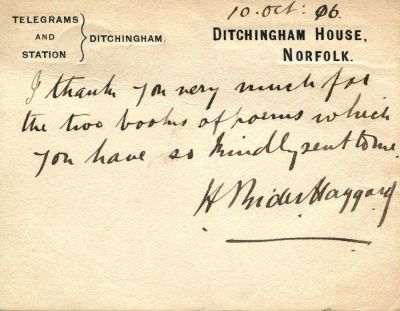 10. Oct: 06.
TELEGRAMS
AND
STATION
DITCHINGHAM.
DITCHINGHAM HOUSE,
NORFOLK.
I thank you very much for
the two books of poems which
you have so kindly sent to me.
H Rider Haggard